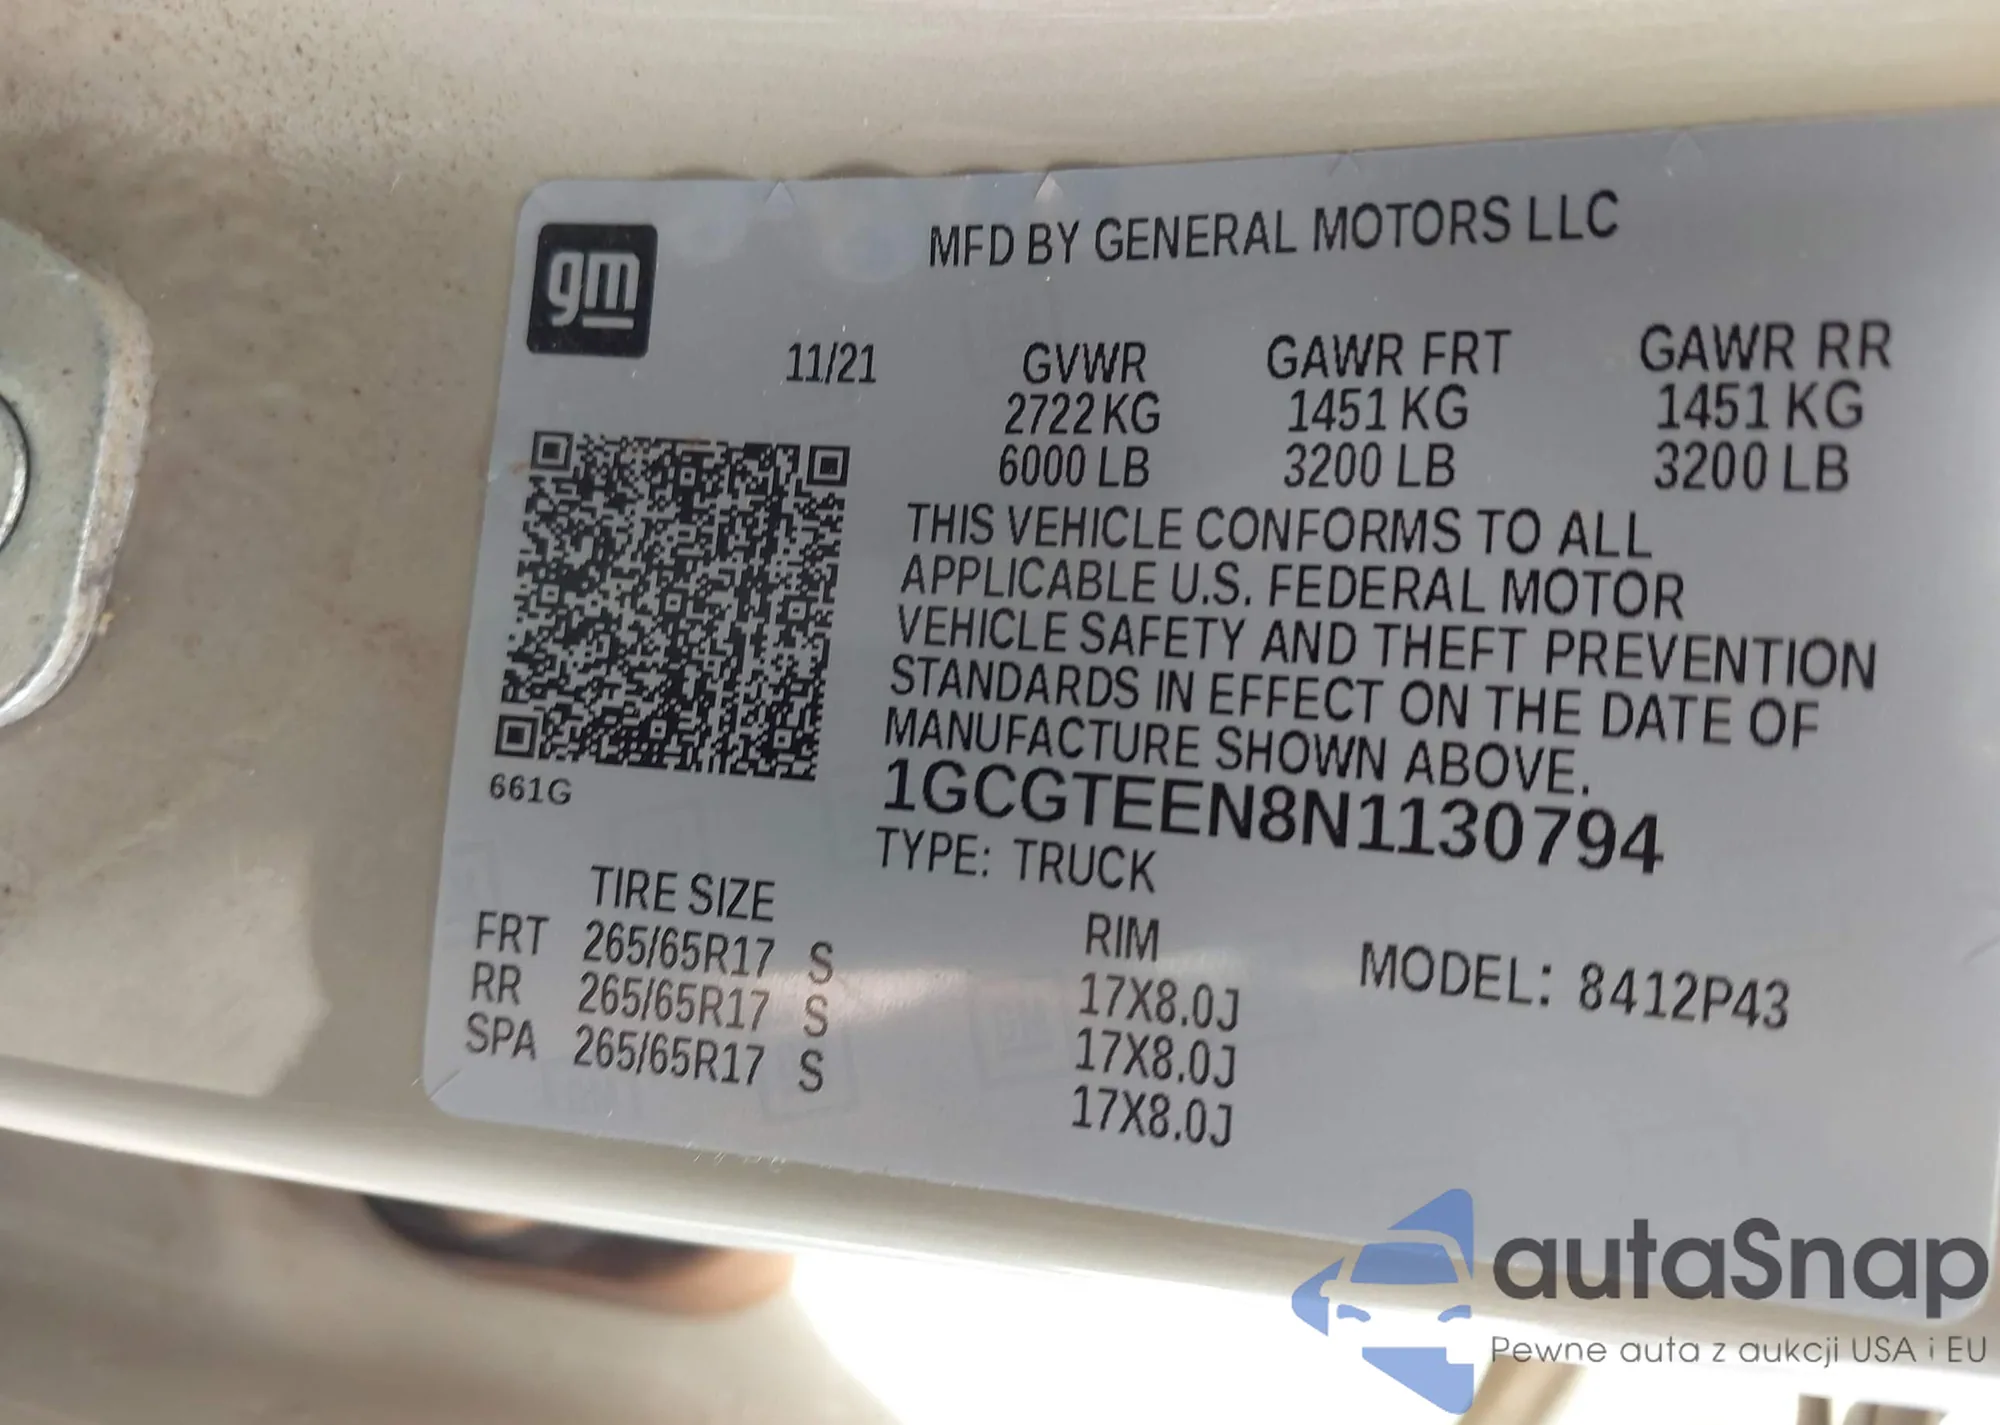 gm
MFD BY GENERAL MOTORS LLC
11/21 GVWR GAWR FRT GAWR RR
2722KG 1451 KG 1451 KG
6000 LB 3200 LB 3200 LB
THIS VEHICLE CONFORMS TO ALL
APPLICABLE U.S. FEDERAL MOTOR
VEHICLE SAFETY AND THEFT PREVENTION
STANDARDS IN EFFECT ON THE DATE OF
MANUFACTURE SHOWN ABOVE.
661G
1GCGTEEN8N1130794
TYPE: TRUCK
TIRE SIZE RIM MODEL: 8412P43
FRT 265/65R17 S 17X8.0J
RR 265/65R17 S 17X8.0J
SPA 265/65R17 S 17X8.0J
autaSnap
Pewne auta z aukcji USA i EU